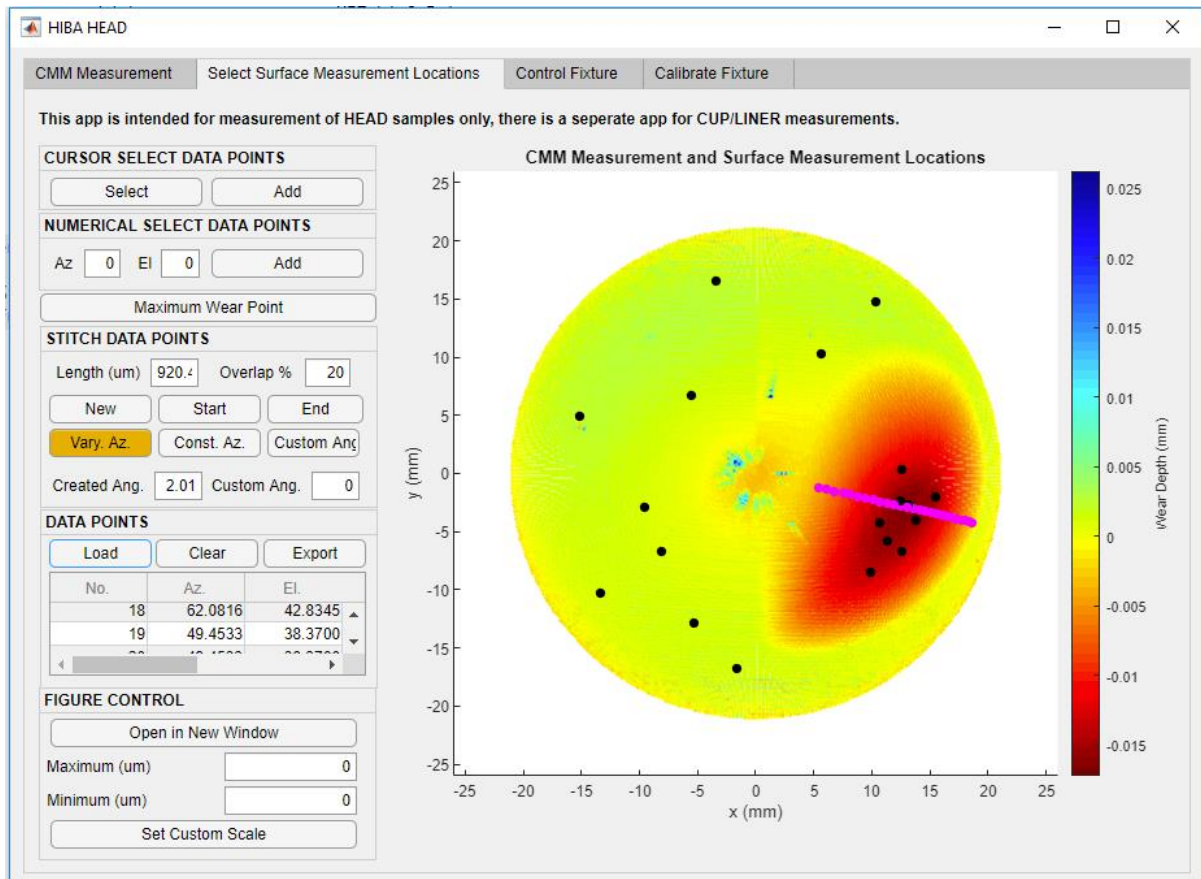 HIBA HEAD
CMM Measurement Select Surface Measurement Locations Control Fixture Calibrate Fixture
This app is intended for measurement of HEAD samples only, there is a seperate app for CUP/LINER measurements.
CURSOR SELECT DATA POINTS
Select Add
NUMERICAL SELECT DATA POINTS
Az 0 El 0 Add
Maximum Wear Point
STITCH DATA POINTS
Length (um) 920.4 Overlap % 20
New Start End
Vary. Az. Const. Az. Custom Ang
Created Ang. 2.01 Custom Ang. 0
DATA POINTS
Load Clear Export
No. Az. El.
18 62.0816 42.8345
19 49.4533 38.3700
FIGURE CONTROL
Open in New Window
Maximum (um) 0
Minimum (um) 0
Set Custom Scale
CMM Measurement and Surface Measurement Locations
25
20
15
10
5
0
-5
-10
-15
-20
-25
y (mm)
-25 -20 -15 -10 -5 0 5 10 15 20 25
x (mm)
0.025
0.02
0.015
0.01
0.005
0
-0.005
-0.01
-0.015
Wear Depth (mm)